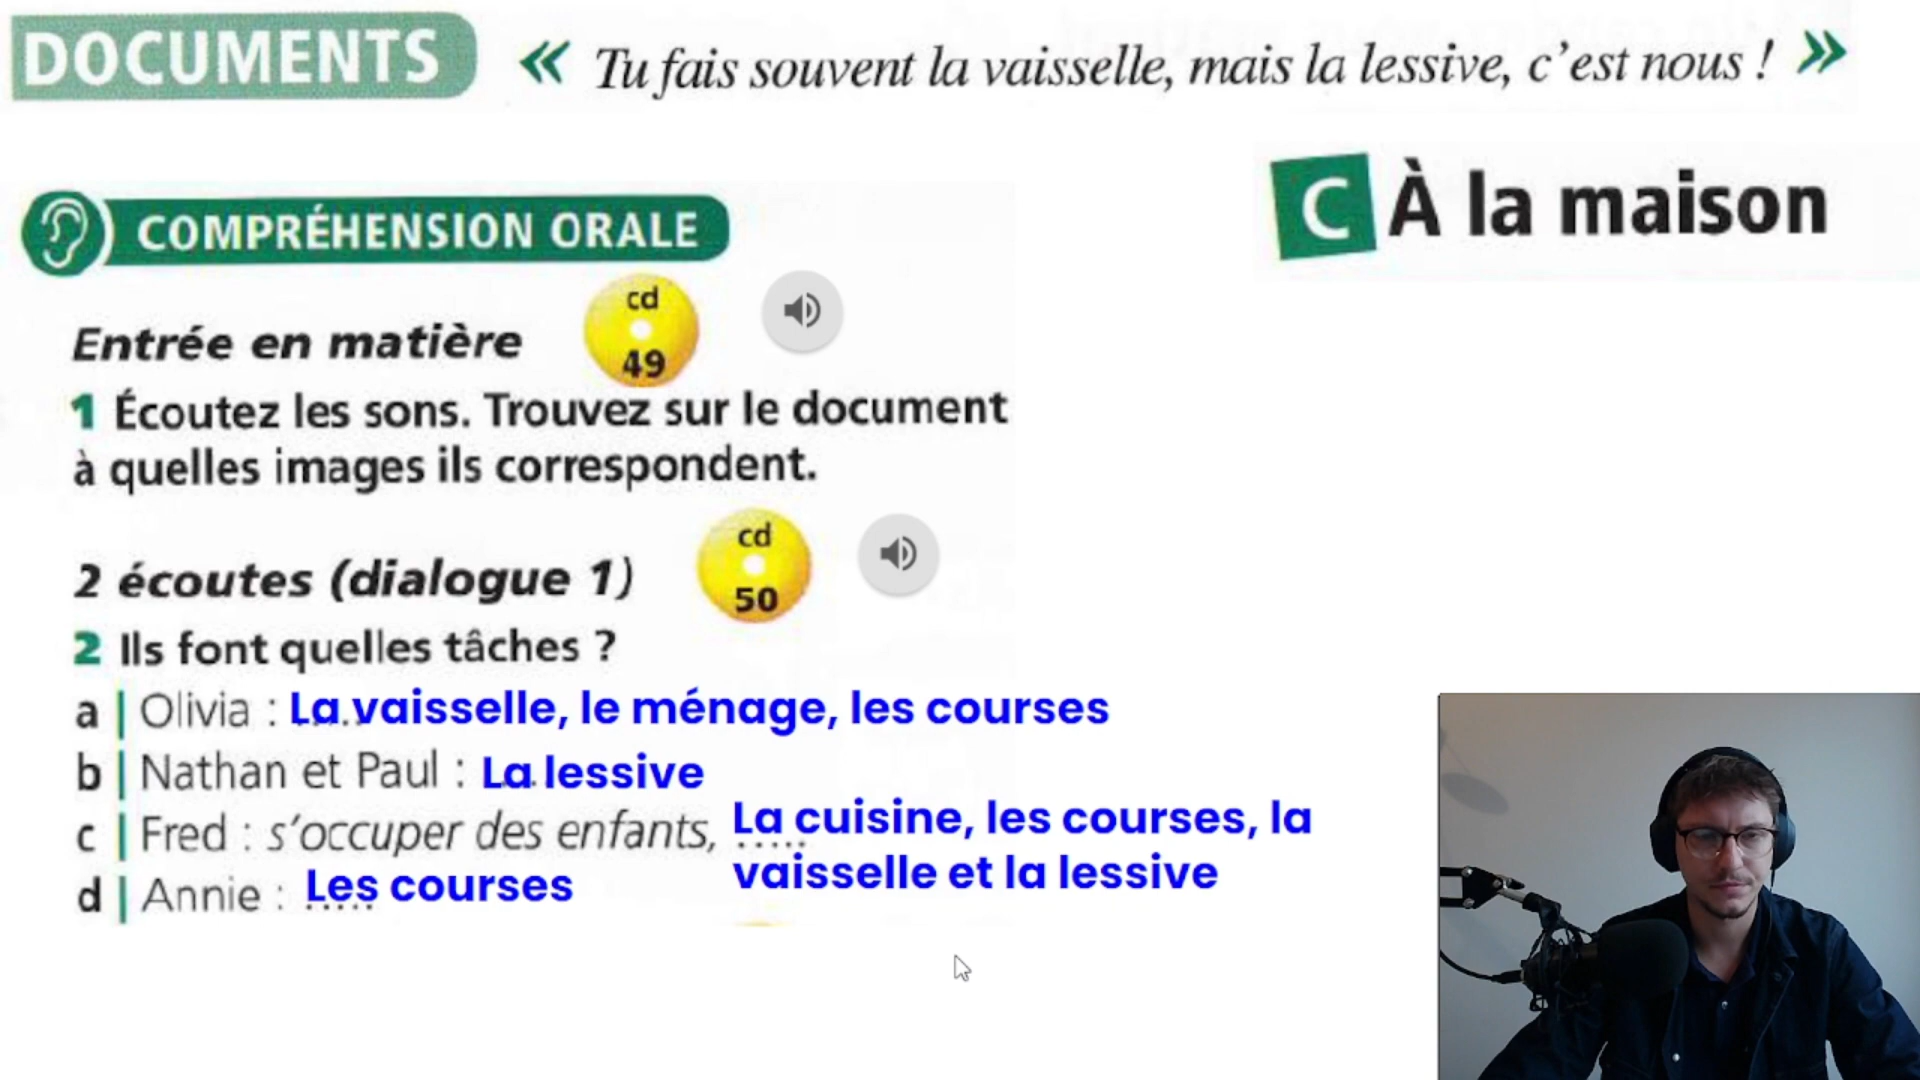 DOCUMENTS « Tu fais souvent la vaisselle, mais la lessive, c'est nous ! »
C À la maison
COMPRÉHENSION ORALE
Entrée en matière cd 49
1 Écoutez les sons. Trouvez sur le document
à quelles images ils correspondent.
2 écoutes (dialogue 1) cd 50
2 Ils font quelles tâches ?
a | Olivia : ..... La vaisselle, le ménage, les courses
b | Nathan et Paul : ..... La lessive
c | Fred : s'occuper des enfants, ..... La cuisine, les courses, la
vaisselle et la lessive
d | Annie : ..... Les courses